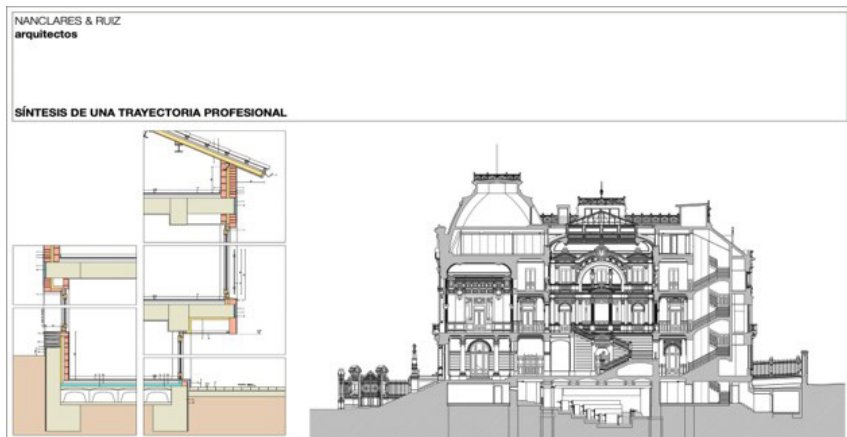 NANCLARES & RUIZ
arquitectos
SÍNTESIS DE UNA TRAYECTORIA PROFESIONAL